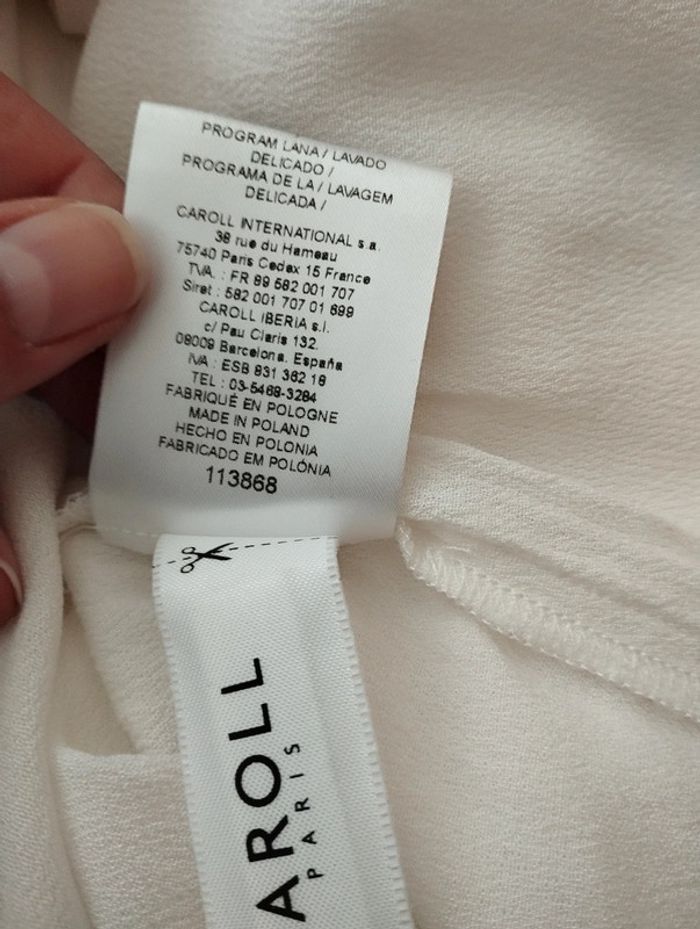 PROGRAM LANA / LAVADO
DELICADO /
PROGRAMA DE LA / LAVAGEM
DELICADA /
CAROLL INTERNATIONAL s.a.
38 rue du Hameau
75740 Paris Cedex 15 France
TVA. : FR 89 582 001 707
Siret : 582 001 707 01 699
CAROLL IBERIA s.l.
c/ Pau Claris 132.
08009 Barcelona. España
IVA : ESB 831 362 18
TEL : 03-5468-3284
FABRIQUÉ EN POLOGNE
MADE IN POLAND
HECHO EN POLONIA
FABRICADO EM POLÓNIA
113868
AROLL
PARIS